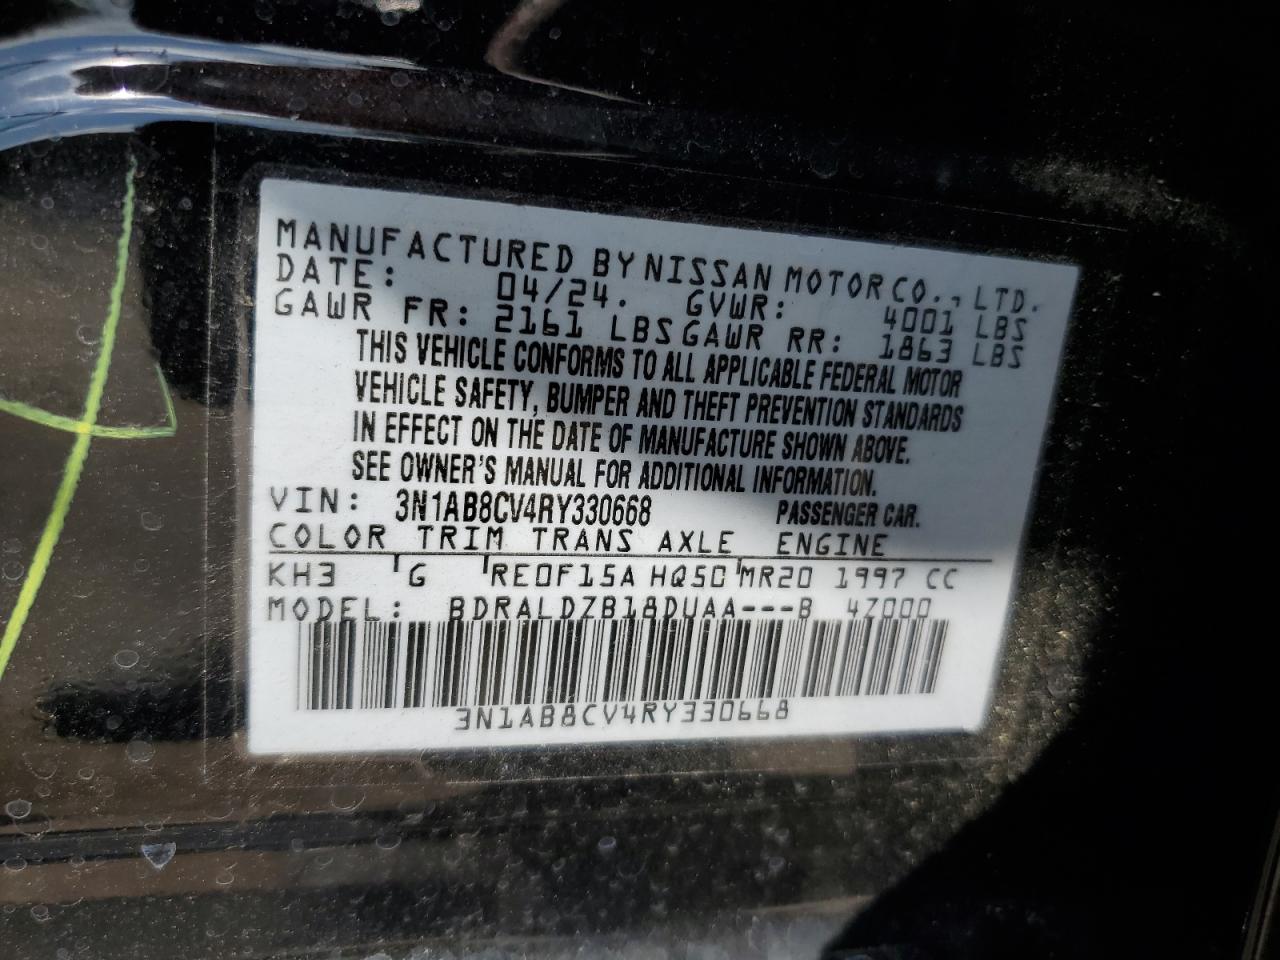 MANUFACTURED BY NISSAN MOTOR CO., LTD.
DATE: 04/24. GVWR: 4001 LBS
GAWR FR: 2161 LBS GAWR RR: 1863 LBS
THIS VEHICLE CONFORMS TO ALL APPLICABLE FEDERAL MOTOR
VEHICLE SAFETY, BUMPER AND THEFT PREVENTION STANDARDS
IN EFFECT ON THE DATE OF MANUFACTURE SHOWN ABOVE.
SEE OWNER'S MANUAL FOR ADDITIONAL INFORMATION.
VIN: 3N1AB8CV4RY330668 PASSENGER CAR.
COLOR TRIM TRANS AXLE ENGINE
KH3 G RE0F15A HQ50 MR20 1997 CC
MODEL: BDRALDZB18DUAA---B 4Z000
3N1AB8CV4RY330668